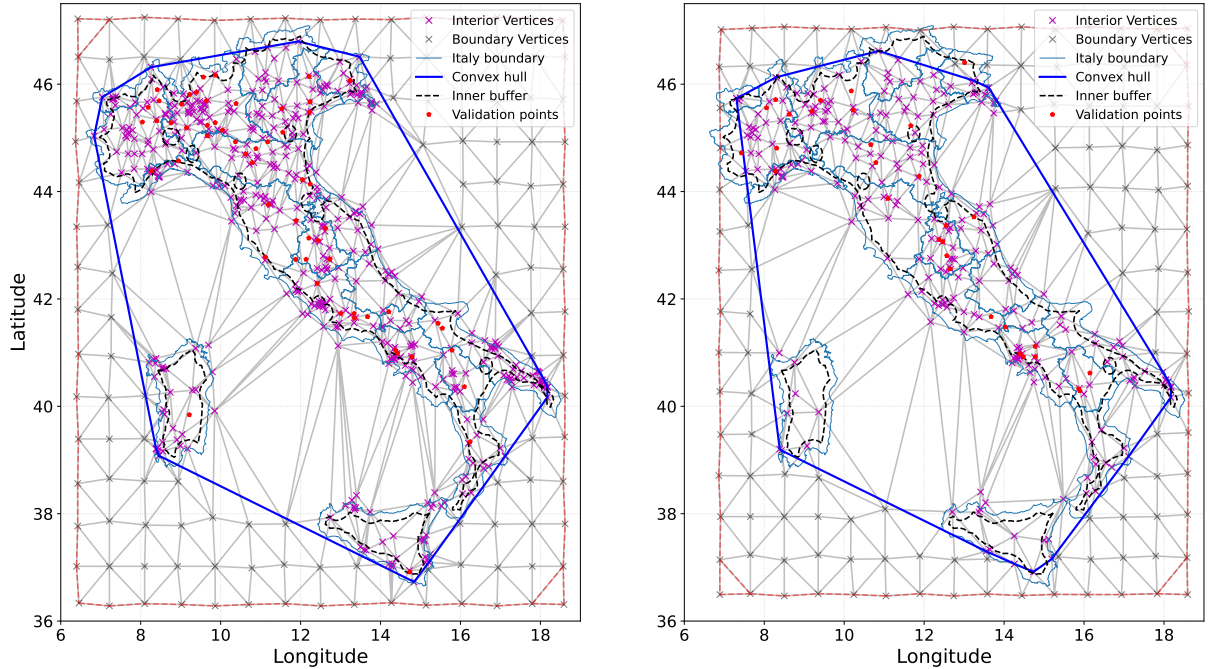 Interior Vertices
Boundary Vertices
Italy boundary
Convex hull
Inner buffer
Validation points
46
44
42
40
38
36
Latitude
6 8 10 12 14 16 18
Longitude
Interior Vertices
Boundary Vertices
Italy boundary
Convex hull
Inner buffer
Validation points
46
44
42
40
38
36
6 8 10 12 14 16 18
Longitude